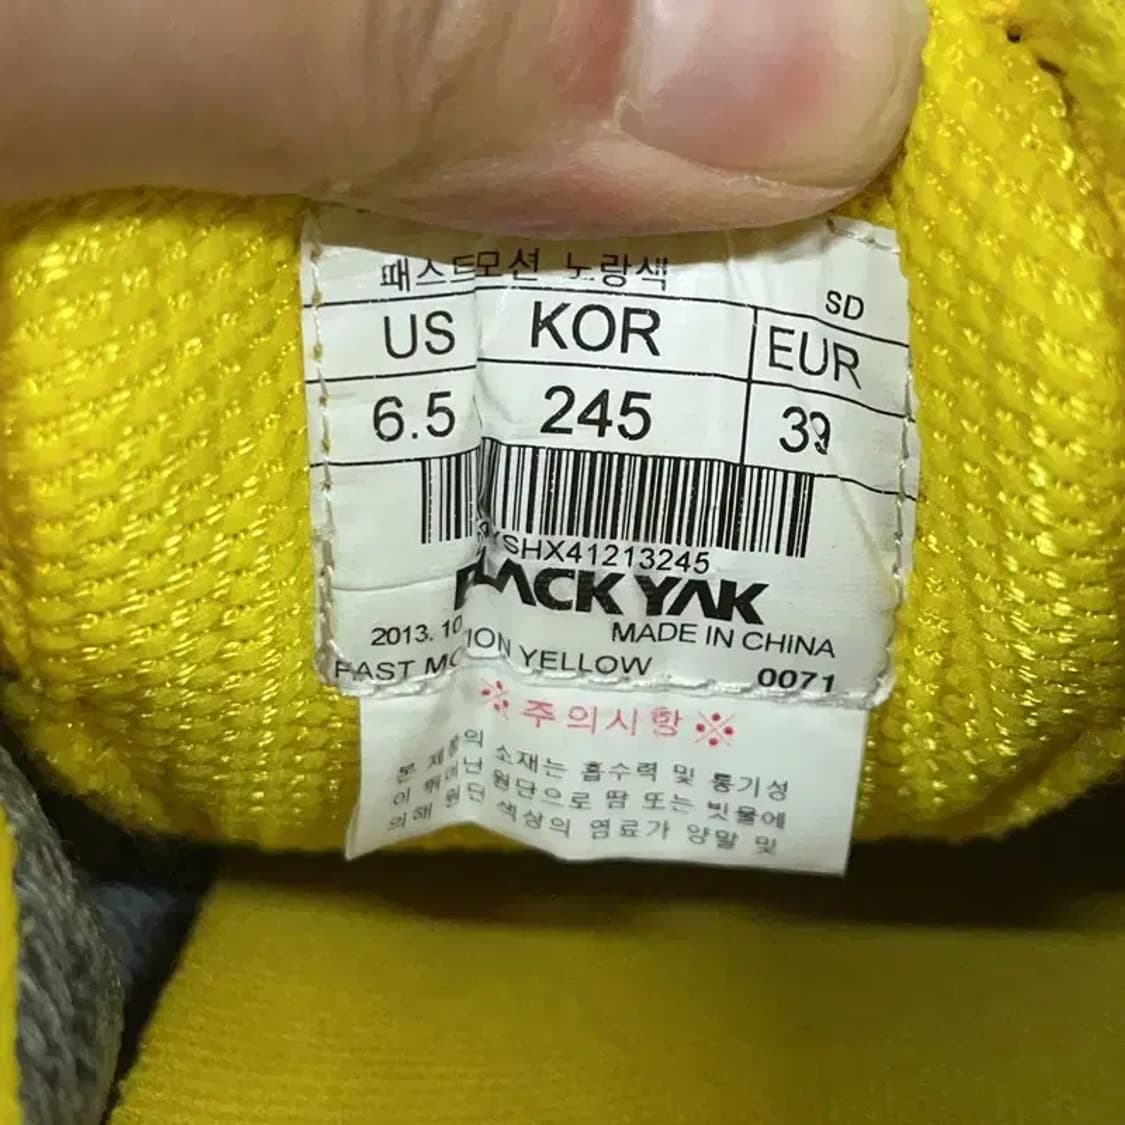 패스트모션 노랑색
SD
US KOR EUR
6.5 245 39
YSHX41213245
BLACK YAK
2013. 10 MADE IN CHINA
FAST MOTION YELLOW 0071
※주의사항※
본 제품의 소재는 흡수력 및 통기성
이 뛰어난 원단으로 땀 또는 빗물에
의해 원단 색상의 염료가 양말 및